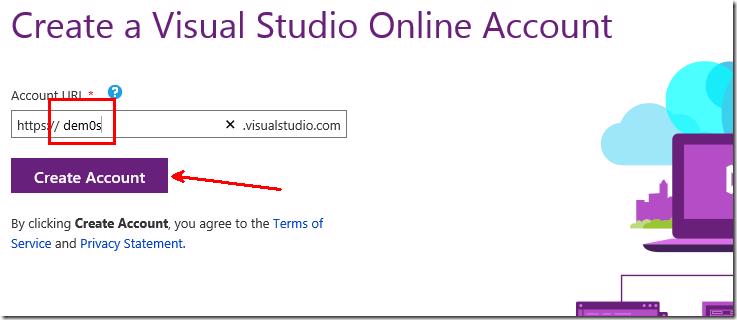 Create a Visual Studio Online Account
Account URL * ?
https:// dem0s × .visualstudio.com
Create Account
By clicking Create Account, you agree to the Terms of
Service and Privacy Statement.